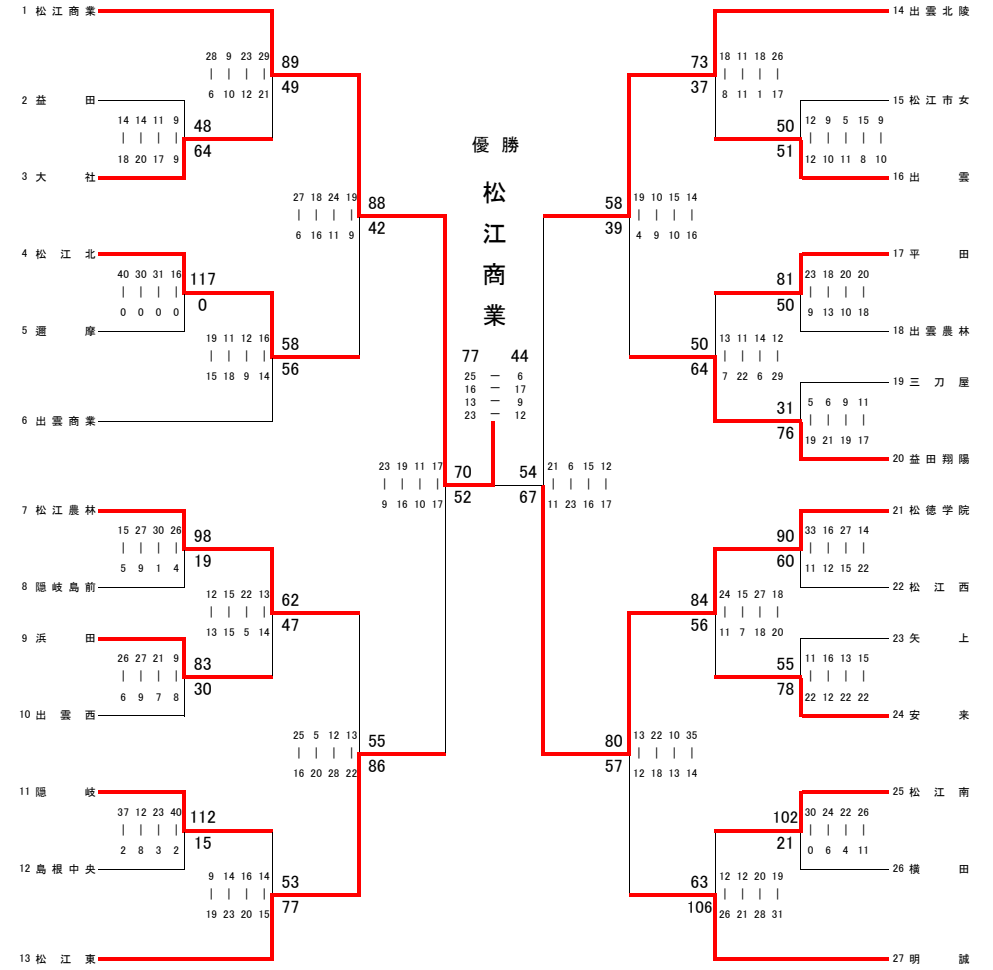 1 松江商業
28 9 23 29
6 10 12 21
89
49
2 益田
14 14 11 9
18 20 17 9
48
64
3 大社
27 18 24 19
6 16 11 9
88
42
4 松江北
40 30 31 16
0 0 0 0
117
0
5 邇摩
19 11 12 16
15 18 9 14
58
56
6 出雲商業
23 19 11 17
9 16 10 17
70
52
7 松江農林
15 27 30 26
5 9 1 4
98
19
8 隠岐島前
12 15 22 13
13 15 5 14
62
47
9 浜田
26 27 21 9
6 9 7 8
83
30
10 出雲西
25 5 12 13
16 20 28 22
55
86
11 隠岐
37 12 23 40
2 8 3 2
112
15
12 島根中央
9 14 16 14
19 23 20 15
53
77
13 松江東
優勝
松江商業
77 44
25 ー 6
16 ー 17
13 ー 9
23 ー 12
14 出雲北陵
73
37
18 11 18 26
8 11 1 17
15 松江市女
50
51
12 9 5 15 9
12 10 11 8 10
16 出雲
58
39
19 10 15 14
4 9 10 16
17 平田
81
50
23 18 20 20
9 13 10 18
18 出雲農林
50
64
13 11 14 12
7 22 6 29
19 三刀屋
31
76
5 6 9 11
19 21 19 17
20 益田翔陽
54
67
21 6 15 12
11 23 16 17
21 松徳学院
90
60
33 16 27 14
11 12 15 22
22 松江西
84
56
24 15 27 18
11 7 18 20
23 矢上
55
78
11 16 13 15
22 12 22 22
24 安来
80
57
13 22 10 35
12 18 13 14
25 松江南
102
21
30 24 22 26
0 6 4 11
26 横田
63
106
12 12 20 19
26 21 28 31
27 明誠